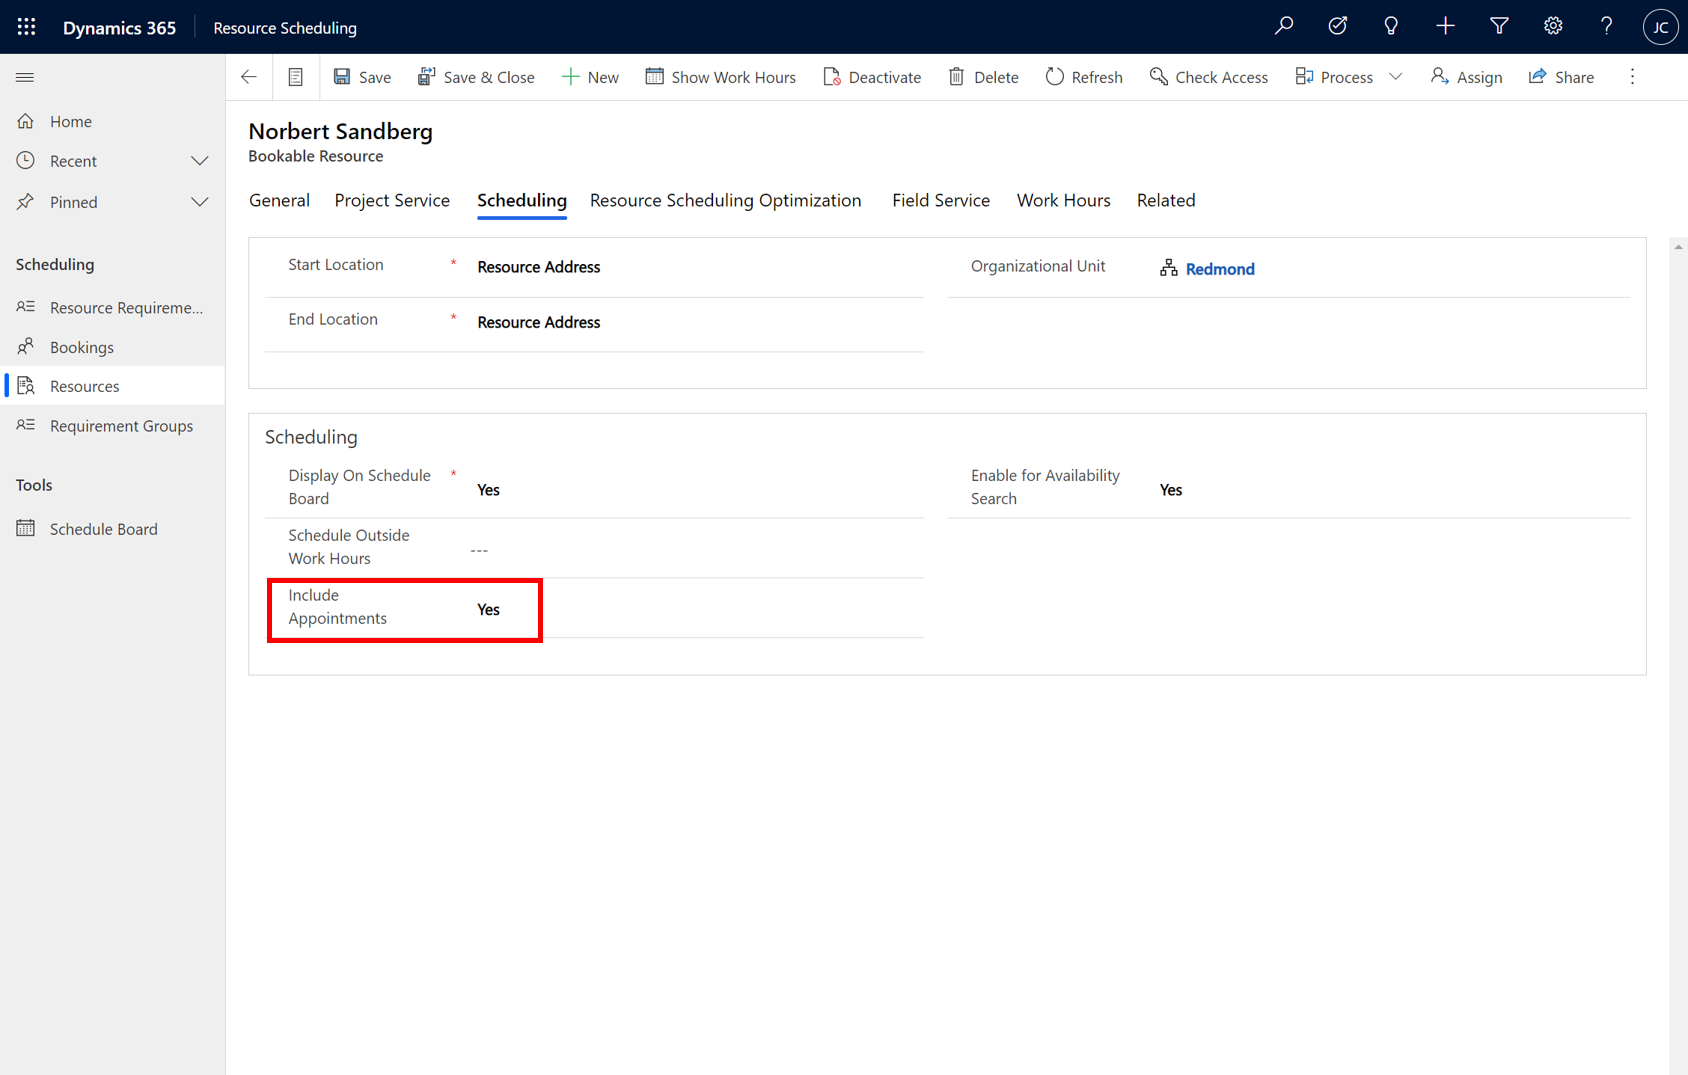 Dynamics 365 Resource Scheduling
JC
Save Save & Close New Show Work Hours Deactivate Delete Refresh Check Access Process Assign Share
Home
Recent
Pinned
Scheduling
Resource Requireme...
Bookings
Resources
Requirement Groups
Tools
Schedule Board
Norbert Sandberg
Bookable Resource
General Project Service Scheduling Resource Scheduling Optimization Field Service Work Hours Related
Start Location * Resource Address
Organizational Unit Redmond
End Location * Resource Address
Scheduling
Display On Schedule
Board
* Yes
Enable for Availability
Search
Yes
Schedule Outside
Work Hours
---
Include
Appointments
Yes